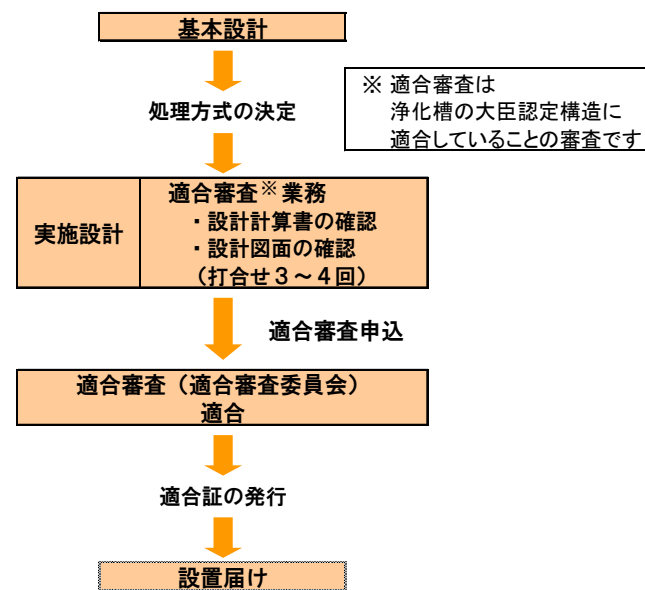 基本設計
処理方式の決定
※ 適合審査は
浄化槽の大臣認定構造に
適合していることの審査です
実施設計
適合審査※業務
・設計計算書の確認
・設計図面の確認
（打合せ３～４回）
適合審査申込
適合審査（適合審査委員会）
適合
適合証の発行
設置届け